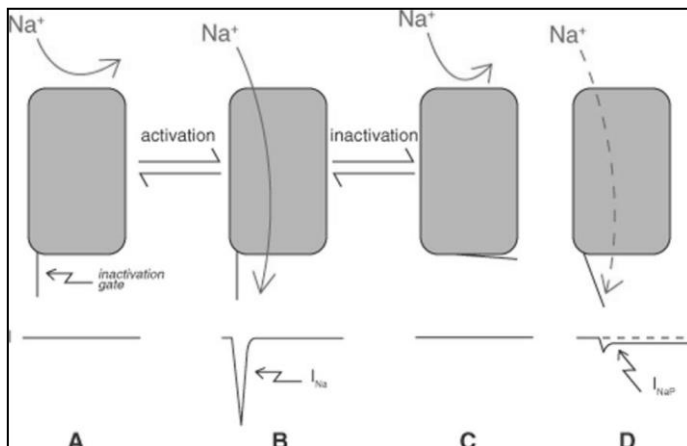 Na⁺
Na⁺
Na⁺
Na⁺
activation
inactivation
inactivation
gate
I_Na
I_NaP
A
B
C
D